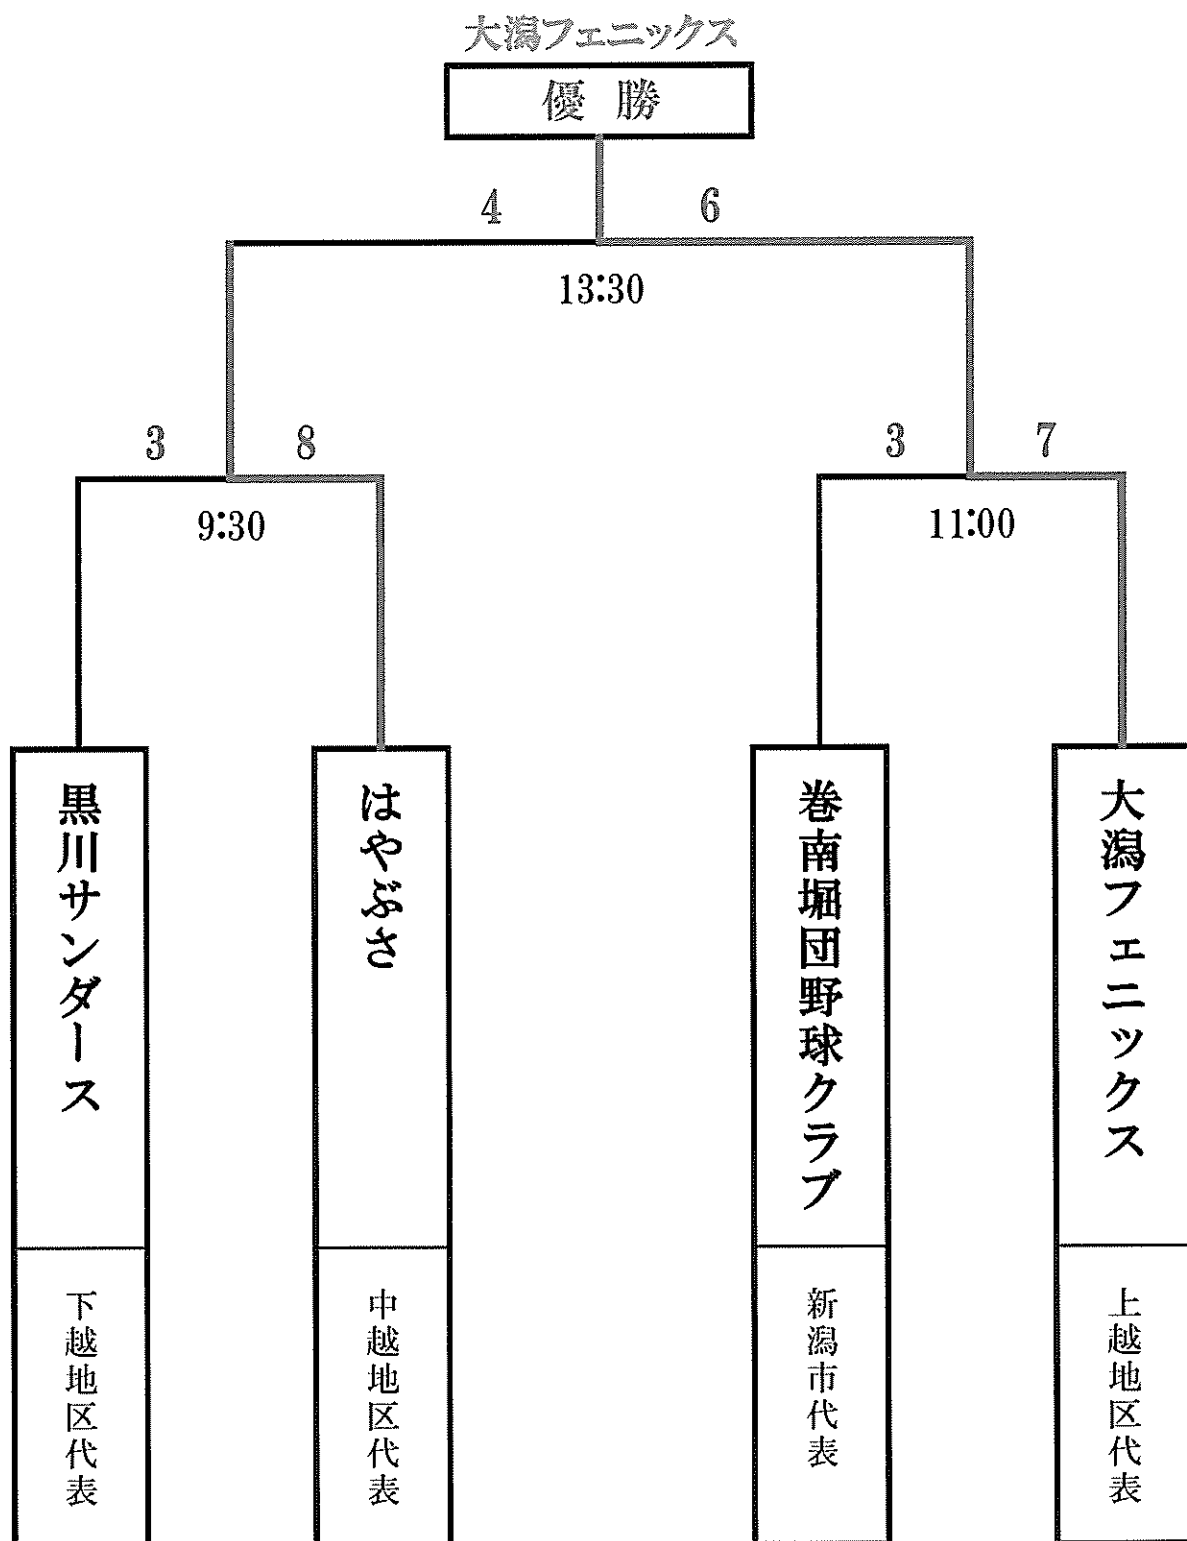 大潟フェニックス
優勝
4
6
13:30
3
8
9:30
3
7
11:00
黒川サンダース
下越地区代表
はやぶさ
中越地区代表
巻南堀団野球クラブ
新潟市代表
大潟フェニックス
上越地区代表